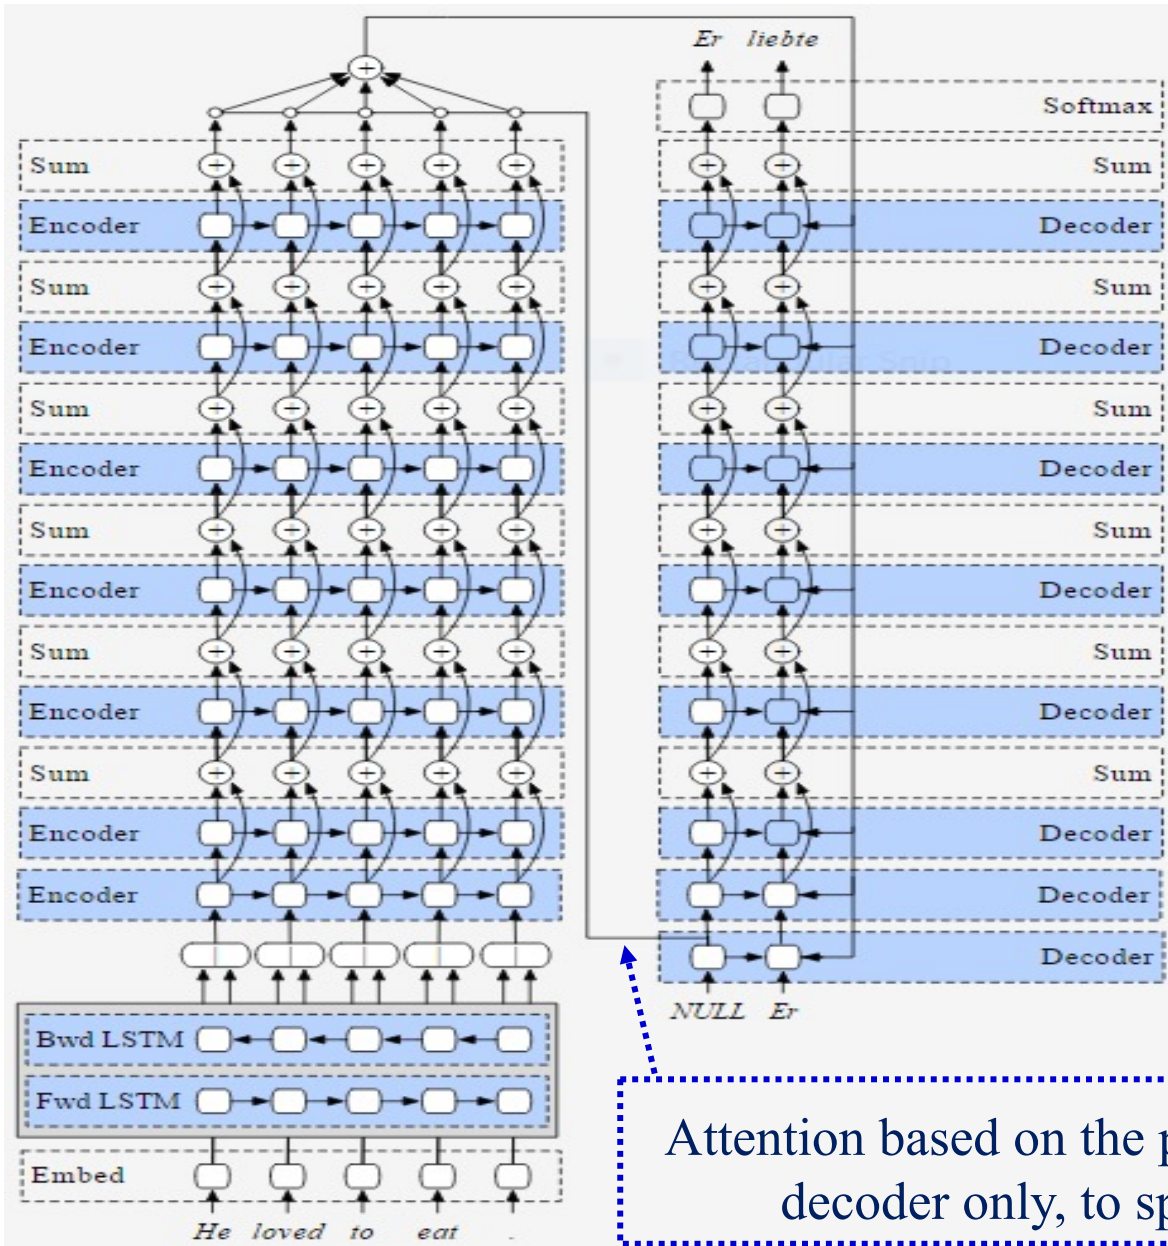 Er liebte
Softmax
Sum
Sum
Encoder
Decoder
Sum
Sum
Encoder
Decoder
Rectangular Snip
Sum
Sum
Encoder
Decoder
Sum
Sum
Encoder
Decoder
Sum
Sum
Encoder
Decoder
Sum
Sum
Encoder
Decoder
Encoder
Decoder
Decoder
NULL Er
Bwd LSTM
Fwd LSTM
Embed
He loved to eat .
Attention based on the
decoder only, to